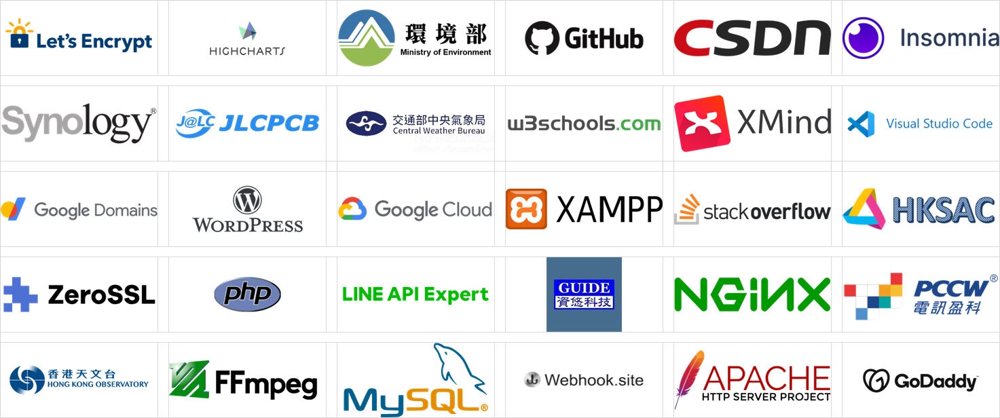 Let's Encrypt
HIGHCHARTS
環境部
Ministry of Environment
GitHub
CSDN
Insomnia
Synology®
J@LC JLCPCB
交通部中央氣象局
Central Weather Bureau
w3schools.com
XMind
Visual Studio Code
Google Domains
WORDPRESS
Google Cloud
XAMPP
stackoverflow
HKSAC
ZeroSSL
php
LINE API Expert
GUIDE
資悠科技
NGiNX
PCCW®
電訊盈科
香港天文台
HONG KONG OBSERVATORY
FFmpeg
MySQL®
Webhook.site
APACHE
HTTP SERVER PROJECT
GoDaddy™